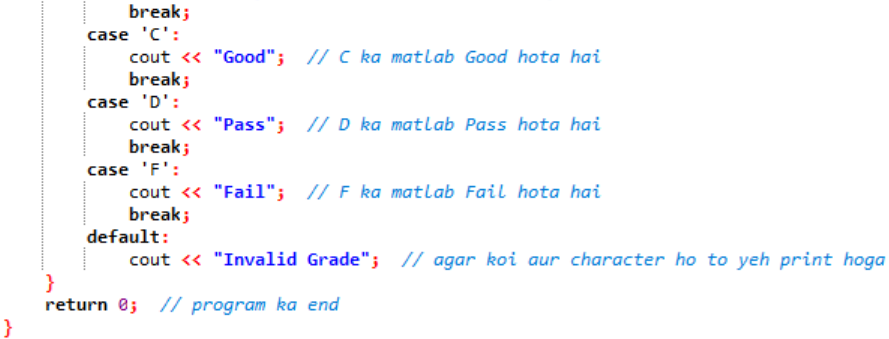 break;
case 'C':
cout << "Good";  // C ka matlab Good hota hai
break;
case 'D':
cout << "Pass";  // D ka matlab Pass hota hai
break;
case 'F':
cout << "Fail";  // F ka matlab Fail hota hai
break;
default:
cout << "Invalid Grade";  // agar koi aur character ho to yeh print hoga
}
return 0;  // program ka end
}